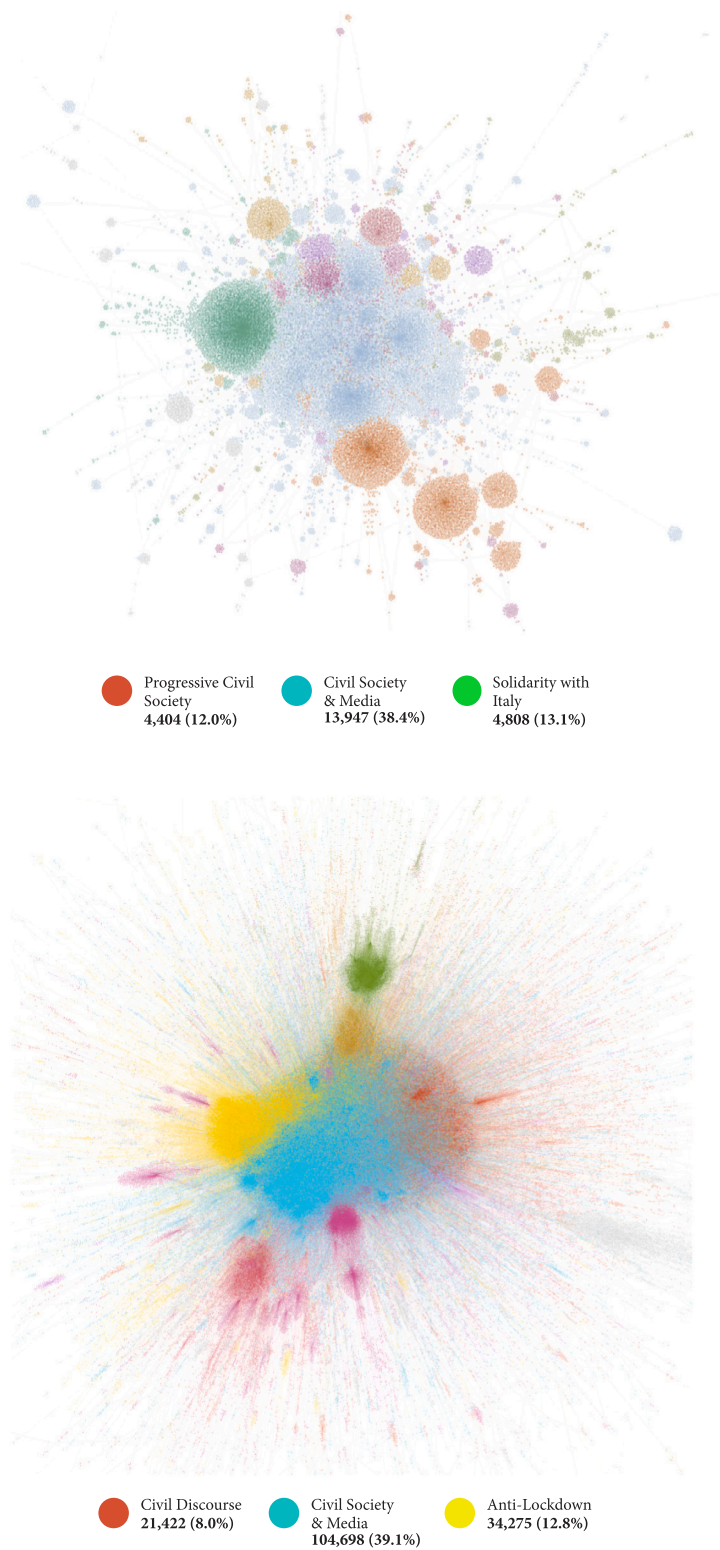 Progressive Civil
Society
4,404 (12.0%)
Civil Society
& Media
13,947 (38.4%)
Solidarity with
Italy
4,808 (13.1%)
Civil Discourse
21,422 (8.0%)
Civil Society
& Media
104,698 (39.1%)
Anti-Lockdown
34,275 (12.8%)